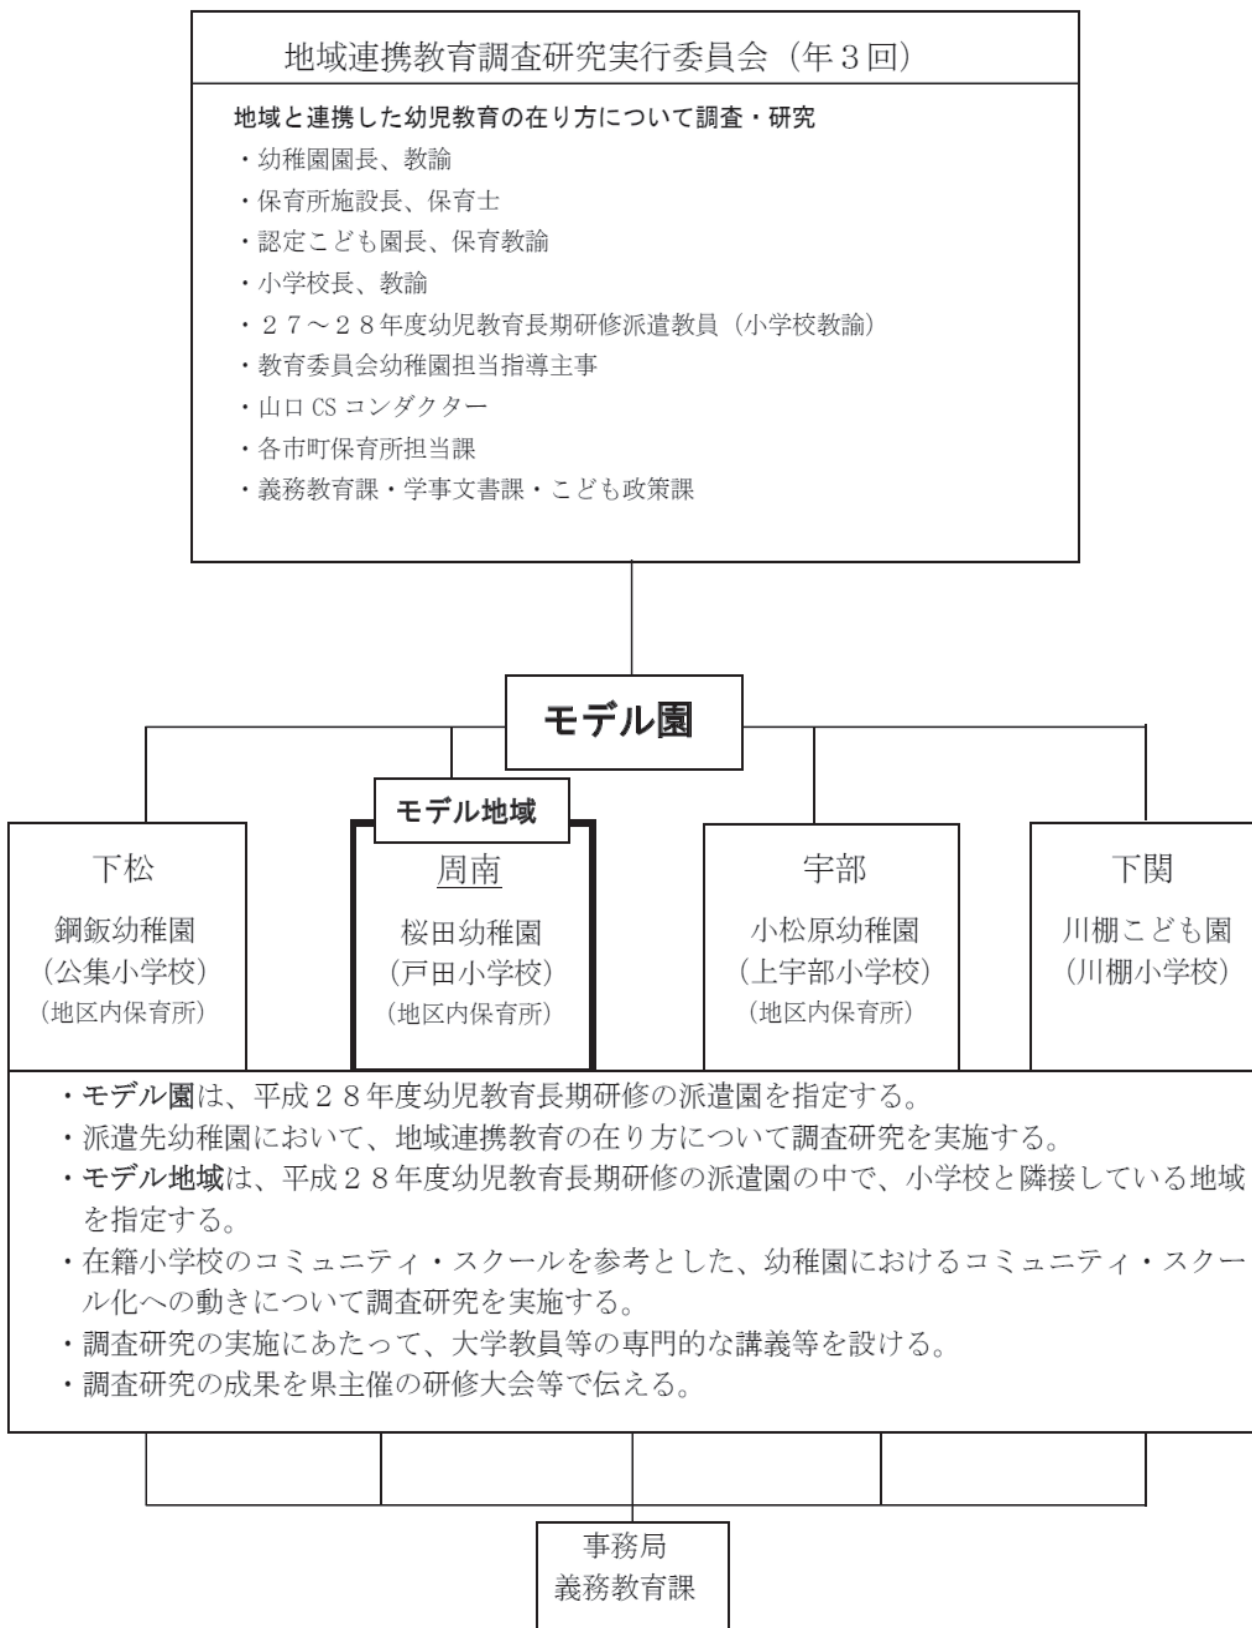 地域連携教育調査研究実行委員会（年３回）
地域と連携した幼児教育の在り方について調査・研究
・幼稚園園長、教諭
・保育所施設長、保育士
・認定こども園長、保育教諭
・小学校長、教諭
・２７～２８年度幼児教育長期研修派遣教員（小学校教諭）
・教育委員会幼稚園担当指導主事
・山口 CS コンダクター
・各市町保育所担当課
・義務教育課・学事文書課・こども政策課
モデル園
モデル地域
下松
鋼鈑幼稚園
（公集小学校）
（地区内保育所）
周南
桜田幼稚園
（戸田小学校）
（地区内保育所）
宇部
小松原幼稚園
（上宇部小学校）
（地区内保育所）
下関
川棚こども園
（川棚小学校）
・モデル園は、平成２８年度幼児教育長期研修の派遣園を指定する。
・派遣先幼稚園において、地域連携教育の在り方について調査研究を実施する。
・モデル地域は、平成２８年度幼児教育長期研修の派遣園の中で、小学校と隣接している地域
を指定する。
・在籍小学校のコミュニティ・スクールを参考とした、幼稚園におけるコミュニティ・スクー
ル化への動きについて調査研究を実施する。
・調査研究の実施にあたって、大学教員等の専門的な講義等を設ける。
・調査研究の成果を県主催の研修大会等で伝える。
事務局
義務教育課